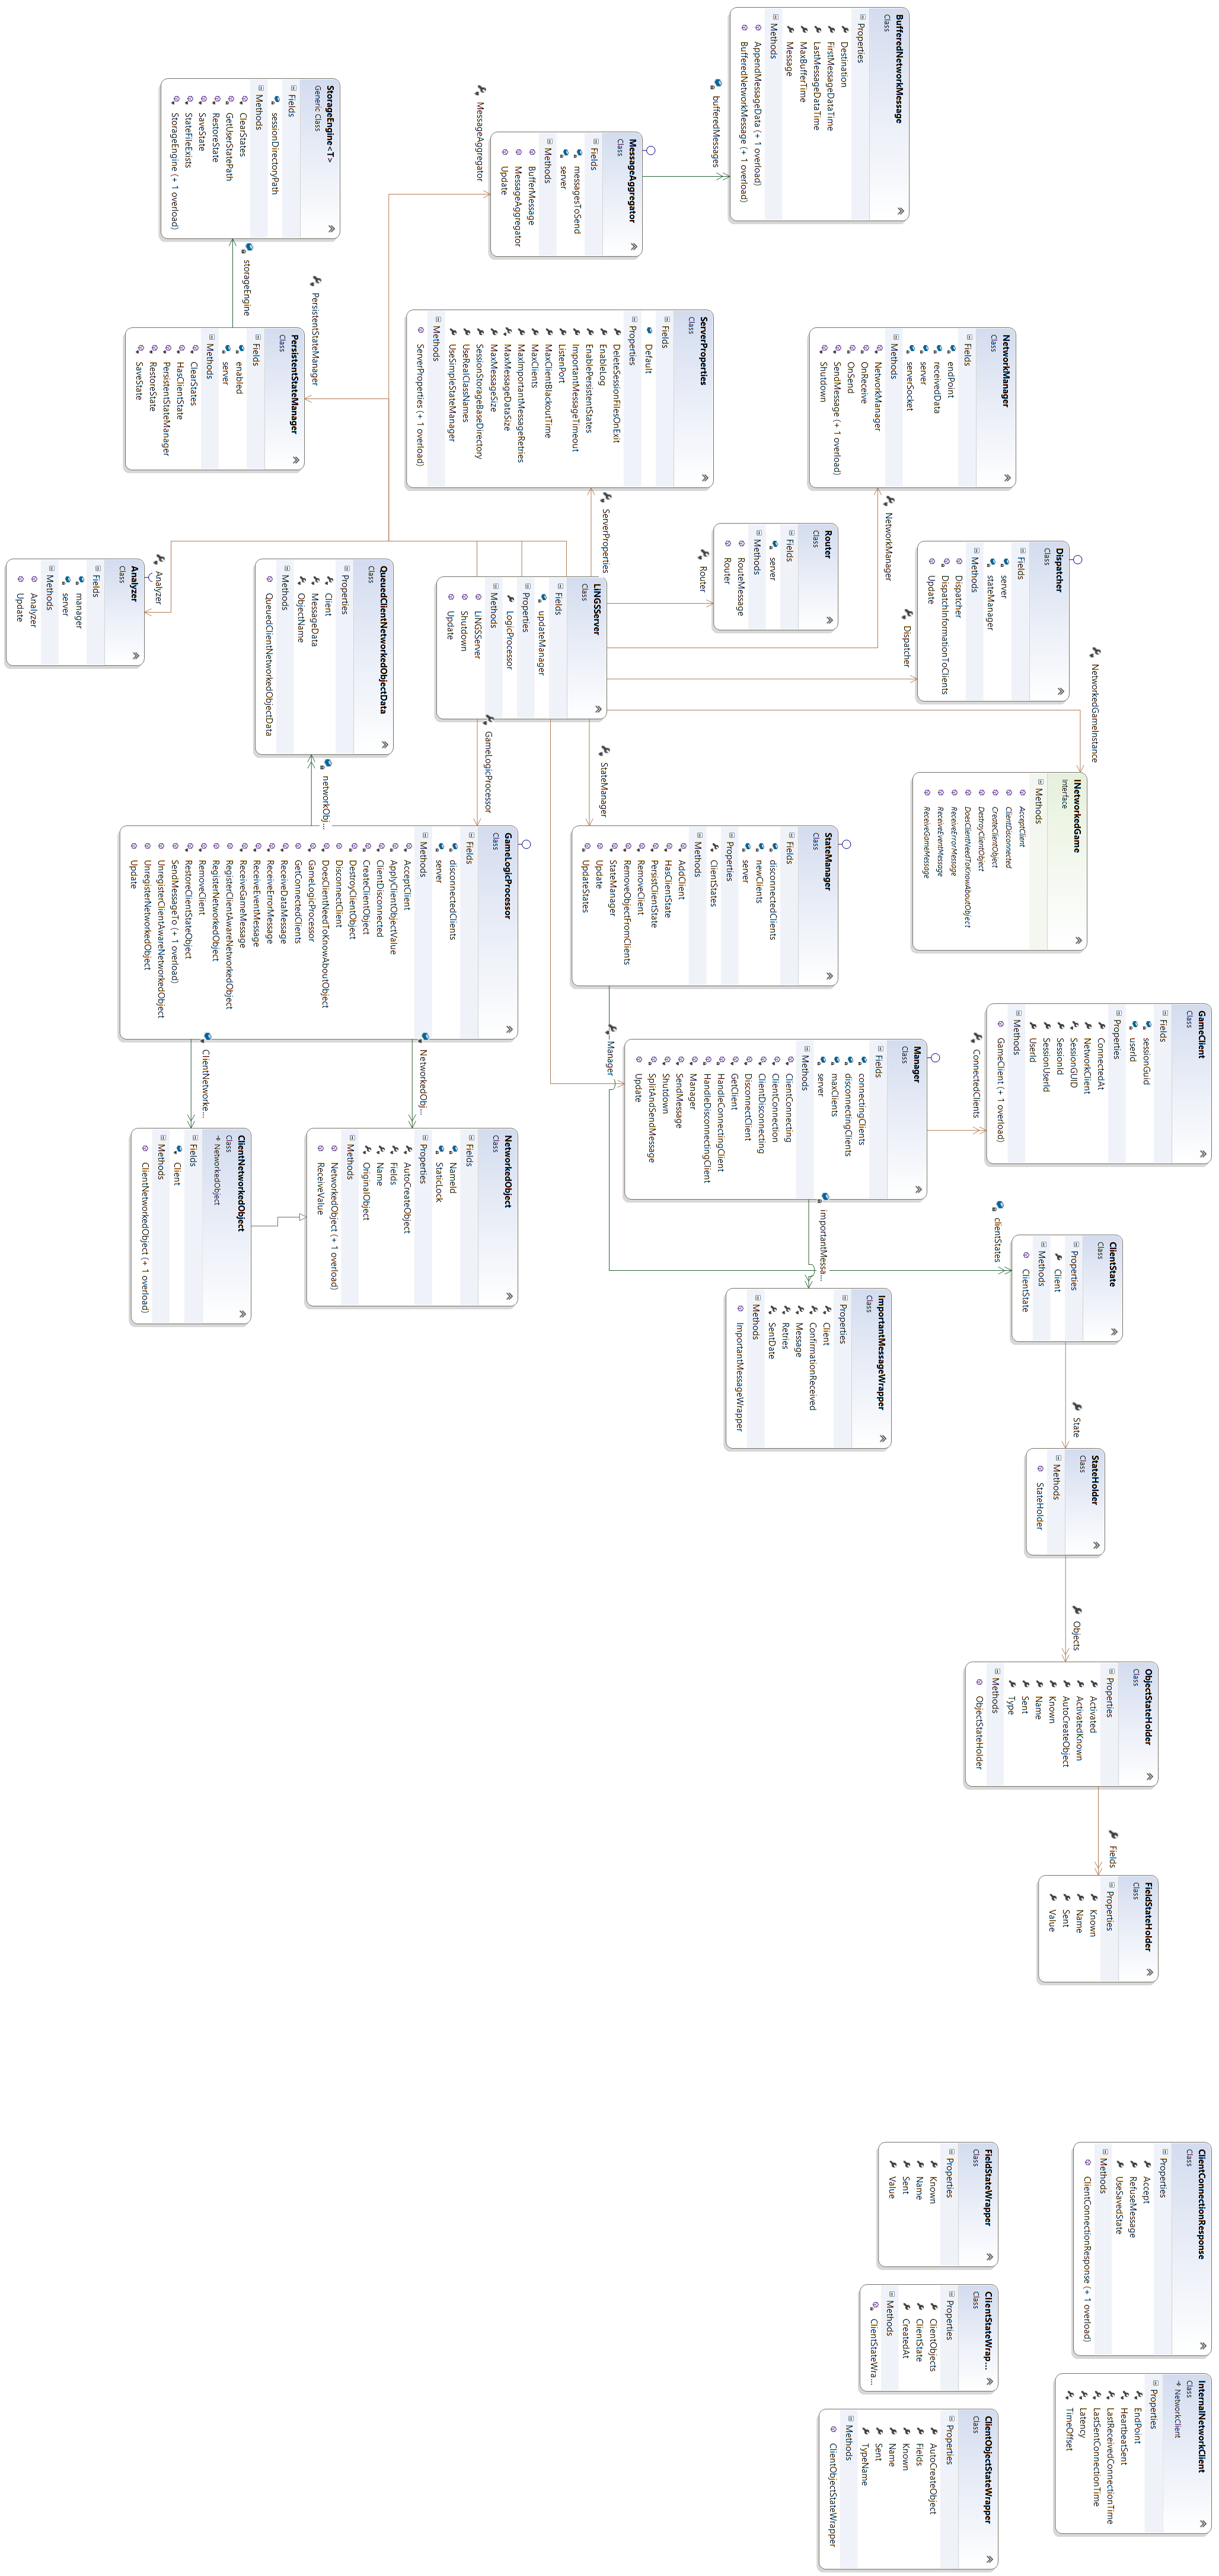 BufferedNetworkMessage
Class
Properties
Destination
FirstMessageDataTime
LastMessageDataTime
MaxBufferTime
Message
Methods
AppendMessageData (+ 1 overload)
BufferedNetworkMessage (+ 1 overload)
bufferedMessages
MessageAggregator
Class
Fields
messagesToSend
server
Methods
BufferMessage
MessageAggregator
Update
MessageAggregator
StorageEngine<T>
Generic Class
Fields
sessionDirectoryPath
Methods
ClearStates
GetUserStatePath
RestoreState
SaveState
StateFileExists
StorageEngine (+ 1 overload)
storageEngine
PersistentStateManager
PersistentStateManager
Class
Fields
enabled
server
Methods
ClearStates
HasClientState
PersistentStateManager
RestoreState
SaveState
ServerProperties
Class
Fields
Default
Properties
DeleteSessionFilesOnExit
EnableLog
EnablePersistentStates
ImportantMessageTimeout
ListenPort
MaxClientBlackoutTime
MaxClients
MaxImportantMessageRetries
MaxMessageDataSize
MaxMessageSize
SessionStorageBaseDirectory
UseRealClassNames
UseSimpleStateManager
Methods
ServerProperties (+ 1 overload)
ServerProperties
NetworkManager
Class
Fields
endPoint
receivedData
server
serverSocket
Methods
NetworkManager
OnReceive
OnSend
SendMessage (+ 1 overload)
Shutdown
NetworkManager
Router
Class
Fields
server
Methods
RouteMessage
Router
Router
Dispatcher
Class
Fields
server
stateManager
Methods
Dispatcher
DispatchInformationToClients
Update
Dispatcher
NetworkedGameInstance
INetworkedGame
Interface
Methods
AcceptClient
ClientDisconnected
CreateClientObject
DestroyClientObject
DoesClientNeedToKnowAboutObject
ReceiveErrorMessage
ReceiveEventMessage
ReceiveGameMessage
LiNGSServer
Class
Fields
updateManager
Properties
LogicProcessor
Methods
LiNGSServer
Shutdown
Update
Analyzer
Analyzer
Class
Fields
manager
server
Methods
Analyzer
Update
QueuedClientNetworkedObjectData
Class
Properties
Client
MessageData
ObjectName
Methods
QueuedClientNetworkedObjectData
networkObj...
GameLogicProcessor
GameLogicProcessor
Class
Fields
disconnectedClients
server
Methods
AcceptClient
ApplyClientObjectValue
ClientDisconnected
CreateClientObject
DestroyClientObject
DisconnectClient
DoesClientNeedToKnowAboutObject
GameLogicProcessor
GetConnectedClients
ReceiveDataMessage
ReceiveErrorMessage
ReceiveEventMessage
ReceiveGameMessage
RegisterClientAwareNetworkedObject
RegisterNetworkedObject
RemoveClient
RestoreClientStateObject
SendMessageTo (+ 1 overload)
UnregisterClientAwareNetworkedObject
UnregisterNetworkedObject
Update
StateManager
StateManager
Class
Fields
disconnectedClients
newClients
server
Properties
ClientStates
Methods
AddClient
HasClientState
PersistClientState
RemoveClient
RemoveObjectFromClients
StateManager
Update
UpdateStates
Manager
Manager
Class
Fields
connectingClients
disconnectingClients
maxClients
server
Methods
ClientConnecting
ClientConnection
ClientDisconnecting
DisconnectClient
GetClient
HandleConnectingClient
HandleDisconnectingClient
Manager
SendMessage
Shutdown
SplitAndSendMessage
Update
ConnectedClients
GameClient
Class
Fields
sessionGuid
userId
Properties
ConnectedAt
NetworkClient
SessionGUID
SessionId
SessionUserId
UserId
Methods
GameClient (+ 1 overload)
NetworkedObj...
ClientNetworke...
NetworkedObject
Class
Fields
NameId
StaticLock
Properties
AutoCreateObject
Fields
Name
OriginalObject
Methods
NetworkedObject (+ 1 overload)
ReceiveValue
ClientNetworkedObject
Class
NetworkedObject
Fields
Client
Methods
ClientNetworkedObject (+ 1 overload)
importantMessa...
ImportantMessageWrapper
Class
Properties
Client
ConfirmationReceived
Message
Retries
SentDate
Methods
ImportantMessageWrapper
clientStates
ClientState
Class
Properties
Client
Methods
ClientState
State
StateHolder
Class
Methods
StateHolder
Objects
ObjectStateHolder
Class
Properties
Activated
ActivatedKnown
AutoCreateObject
Known
Name
Sent
Type
Methods
ObjectStateHolder
Fields
FieldStateHolder
Class
Properties
Known
Name
Sent
Value
ClientConnectionResponse
Class
Properties
Accept
RefuseMessage
UseSavedState
Methods
ClientConnectionResponse (+ 1 overload)
FieldStateWrapper
Class
Properties
Known
Name
Sent
Value
ClientStateWrap...
Class
Properties
ClientObjects
ClientState
CreatedAt
Methods
ClientStateWra...
InternalNetworkClient
Class
NetworkClient
Properties
EndPoint
HeartbeatSent
LastReceivedConnectionTime
LastSentConnectionTime
Latency
TimeOffset
ClientObjectStateWrapper
Class
Properties
AutoCreateObject
Fields
Known
Name
Sent
TypeName
Methods
ClientObjectStateWrapper